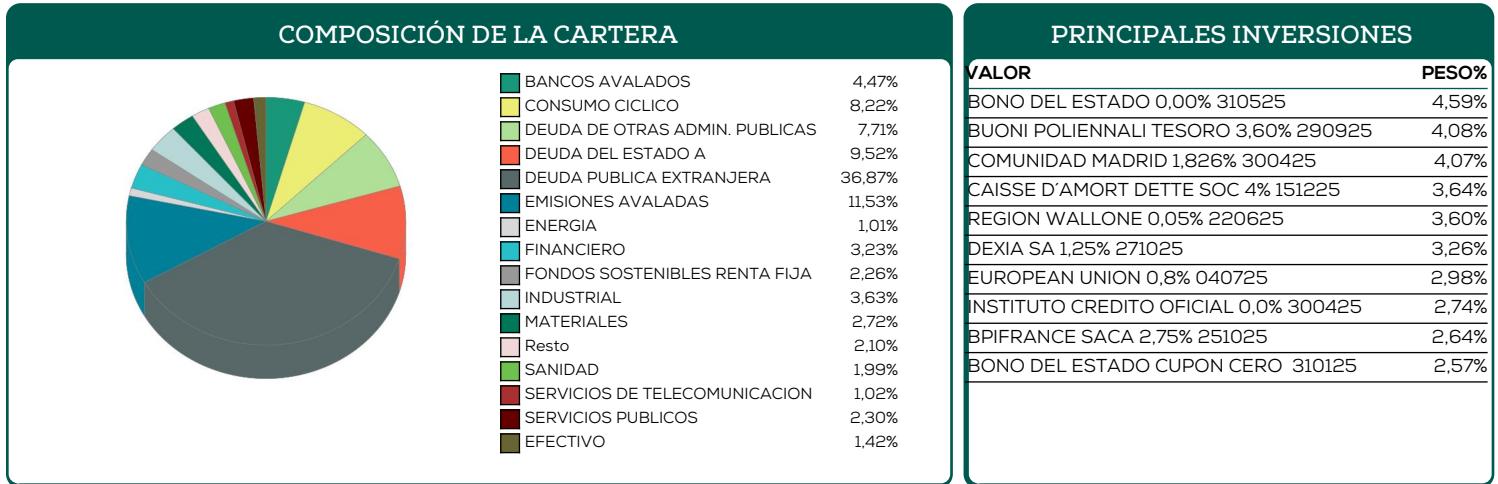 COMPOSICIÓN DE LA CARTERA
BANCOS AVALADOS 4,47%
CONSUMO CICLICO 8,22%
DEUDA DE OTRAS ADMIN. PUBLICAS 7,71%
DEUDA DEL ESTADO A 9,52%
DEUDA PUBLICA EXTRANJERA 36,87%
EMISIONES AVALADAS 11,53%
ENERGIA 1,01%
FINANCIERO 3,23%
FONDOS SOSTENIBLES RENTA FIJA 2,26%
INDUSTRIAL 3,63%
MATERIALES 2,72%
Resto 2,10%
SANIDAD 1,99%
SERVICIOS DE TELECOMUNICACION 1,02%
SERVICIOS PUBLICOS 2,30%
EFECTIVO 1,42%
PRINCIPALES INVERSIONES
VALOR PESO%
BONO DEL ESTADO 0,00% 310525 4,59%
BUONI POLIENNALI TESORO 3,60% 290925 4,08%
COMUNIDAD MADRID 1,826% 300425 4,07%
CAISSE D´AMORT DETTE SOC 4% 151225 3,64%
REGION WALLONE 0,05% 220625 3,60%
DEXIA SA 1,25% 271025 3,26%
EUROPEAN UNION 0,8% 040725 2,98%
INSTITUTO CREDITO OFICIAL 0,0% 300425 2,74%
BPIFRANCE SACA 2,75% 251025 2,64%
BONO DEL ESTADO CUPON CERO 310125 2,57%